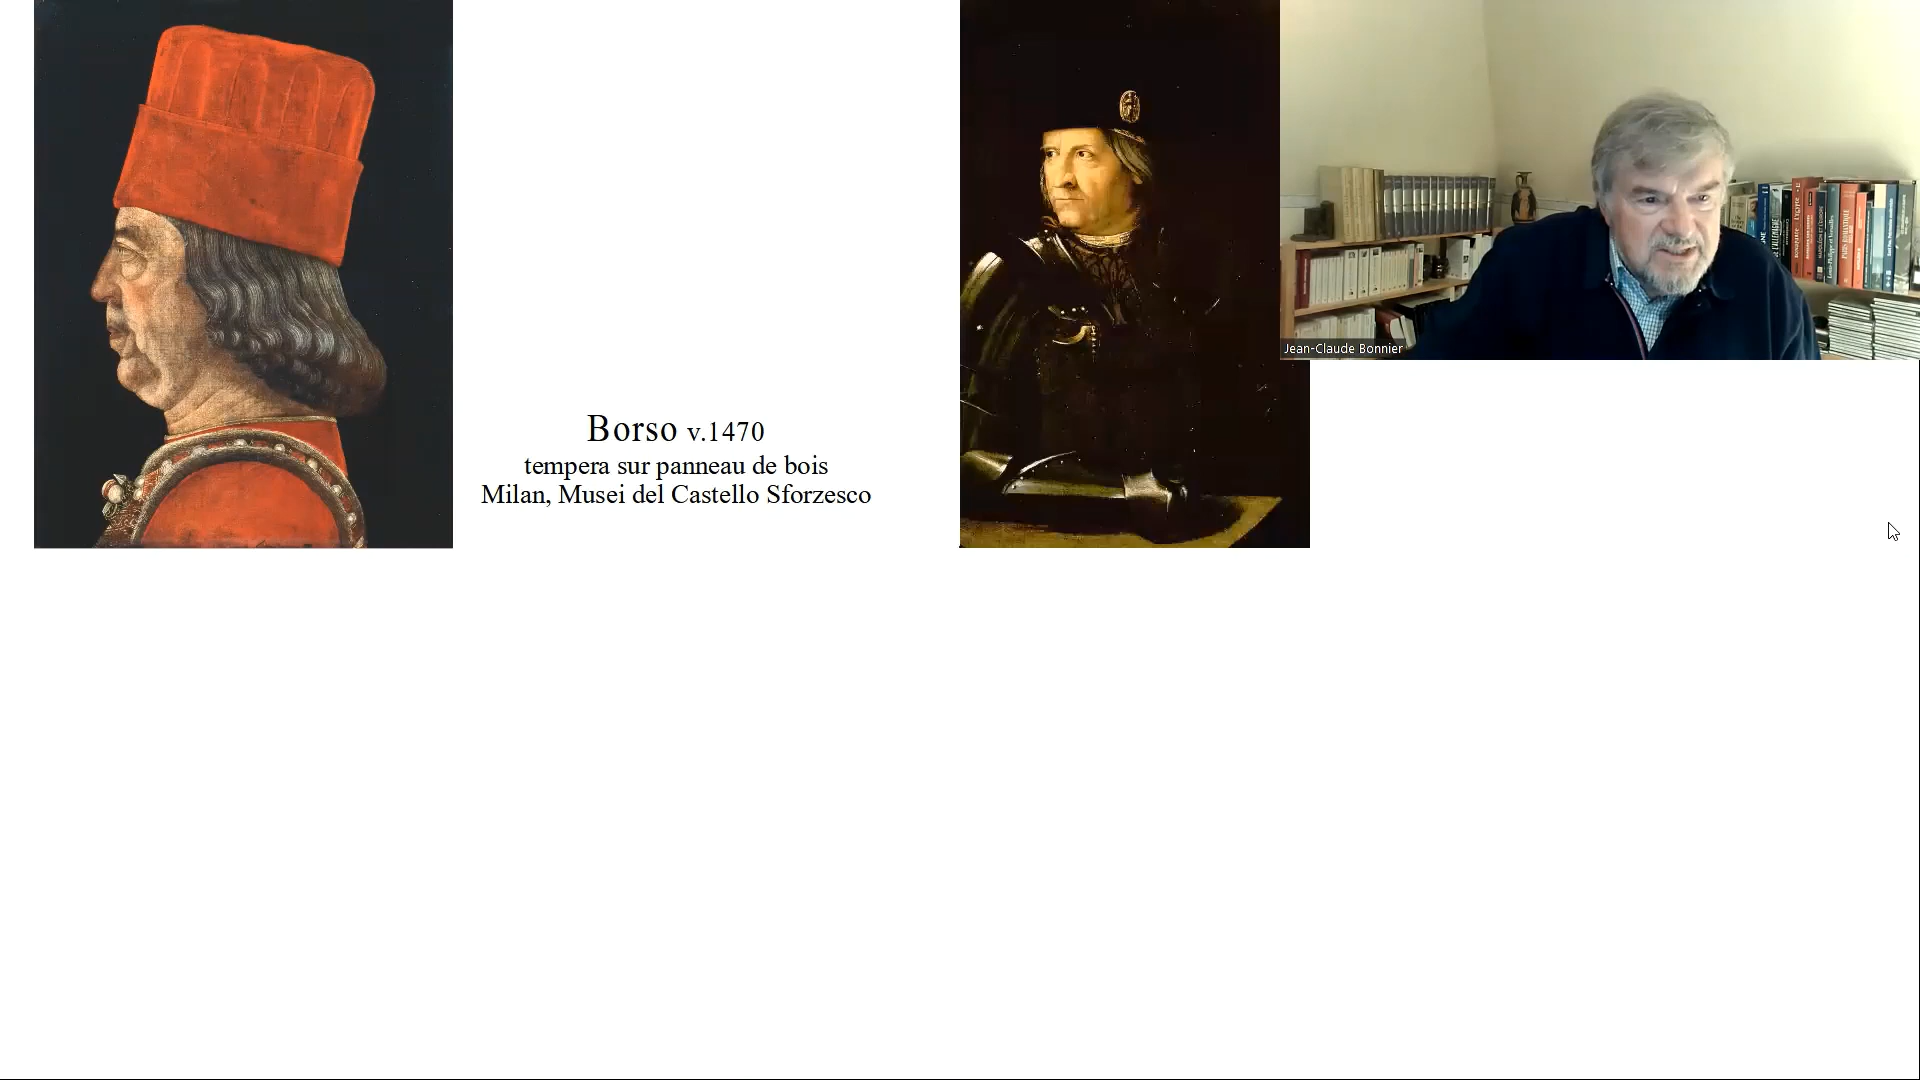 Borso v.1470
tempera sur panneau de bois
Milan, Musei del Castello Sforzesco
Jean-Claude Bonnier